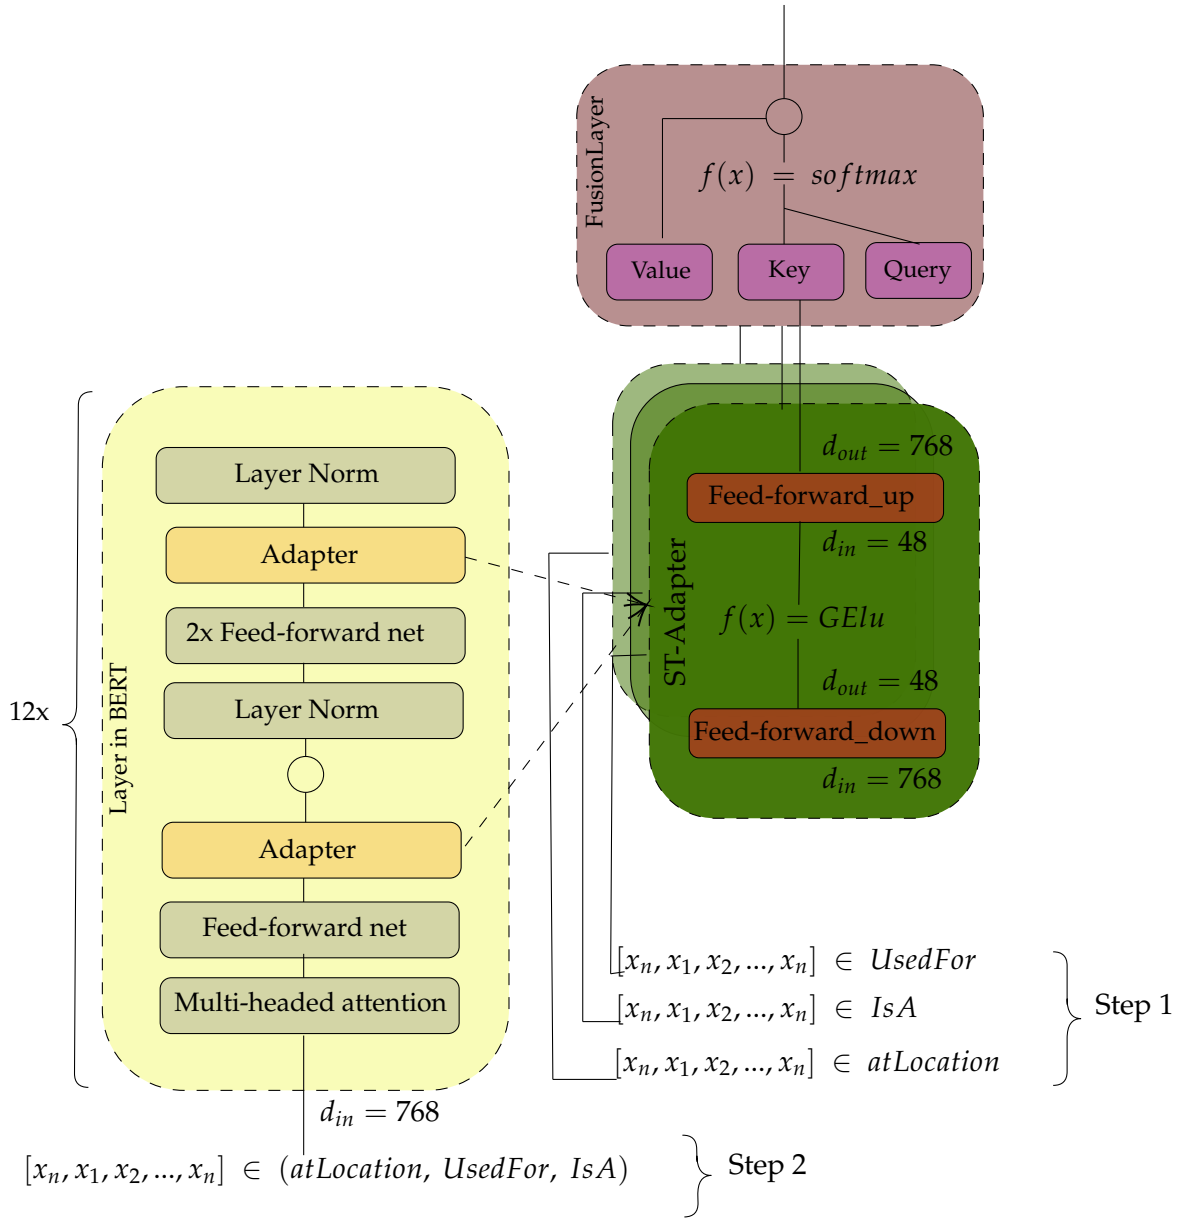 FusionLayer
f(x) = softmax
Value
Key
Query
12x
Layer in BERT
Layer Norm
Adapter
2x Feed-forward net
Layer Norm
Adapter
Feed-forward net
Multi-headed attention
d_in = 768
ST-Adapter
d_out = 768
Feed-forward_up
d_in = 48
f(x) = GElu
d_out = 48
Feed-forward_down
d_in = 768
[x_n, x_1, x_2, ..., x_n] ∈ UsedFor
[x_n, x_1, x_2, ..., x_n] ∈ IsA
[x_n, x_1, x_2, ..., x_n] ∈ atLocation
Step 1
[x_n, x_1, x_2, ..., x_n] ∈ (atLocation, UsedFor, IsA)
Step 2